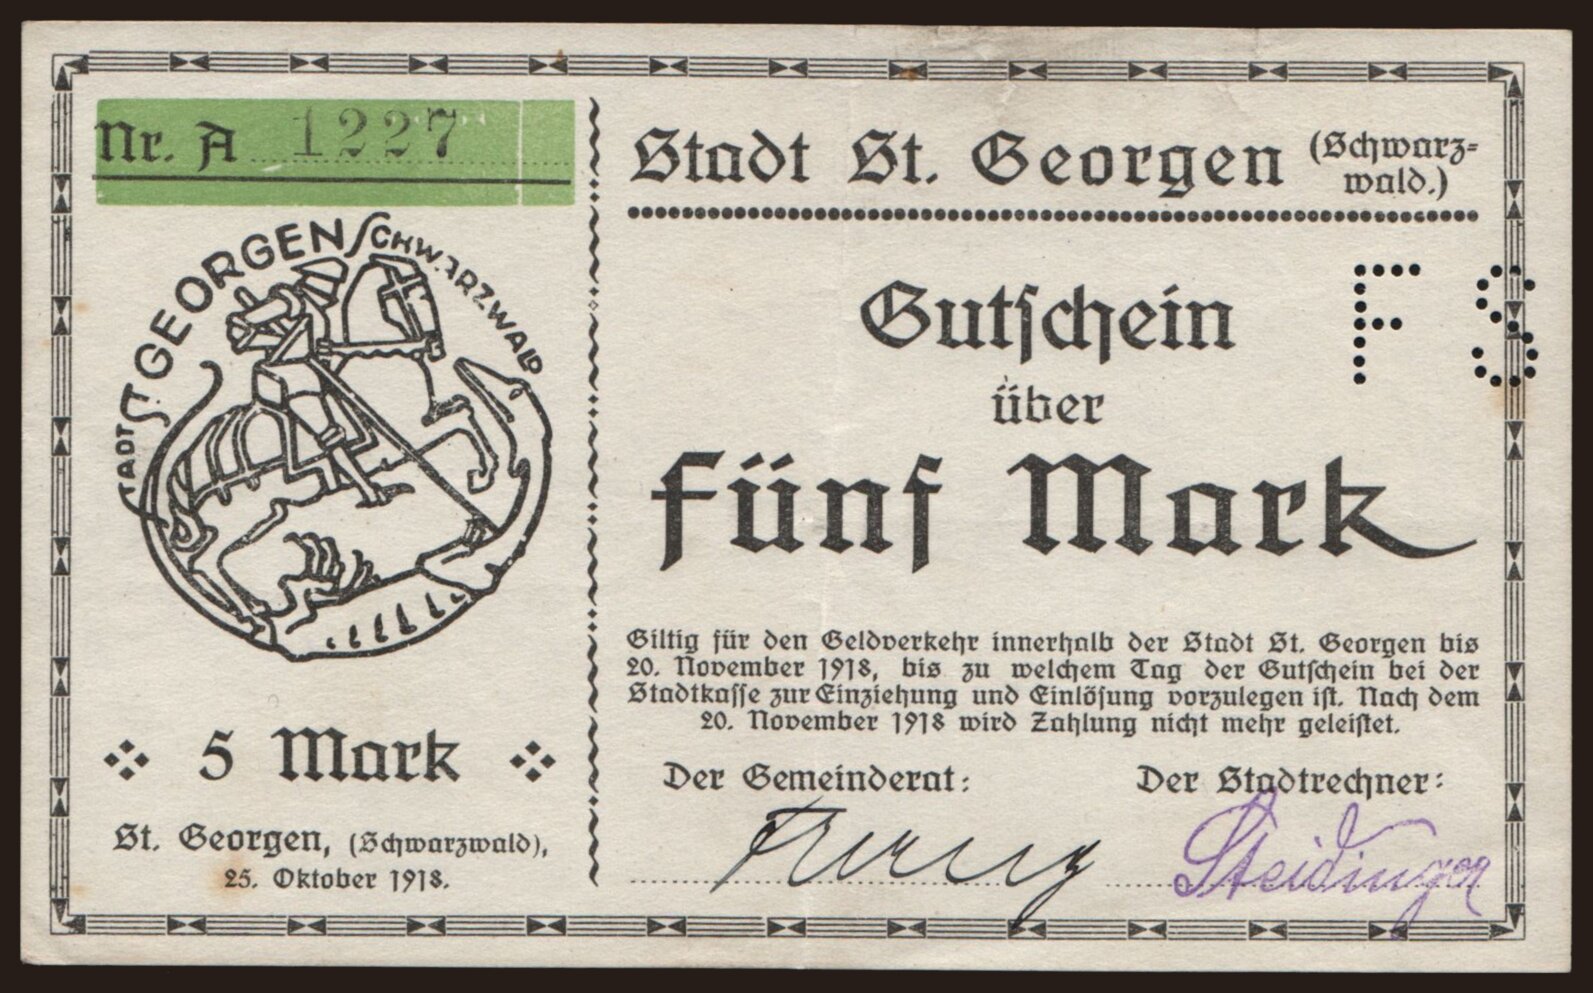 Nr. A 1227
STADT ST GEORGEN SCHWARZWALD
5 Mark
St. Georgen, (Schwarzwald),
25. Oktober 1918.
Stadt St. Georgen (Schwarz=
wald.)
Gutschein
über
Fünf Mark
F S
Giltig für den Geldverkehr innerhalb der Stadt St. Georgen bis
20. November 1918, bis zu welchem Tag der Gutschein bei der
Stadtkasse zur Einziehung und Einlösung vorzulegen ist. Nach dem
20. November 1918 wird Zahlung nicht mehr geleistet.
Der Gemeinderat: Der Stadtrechner:
Steidinger